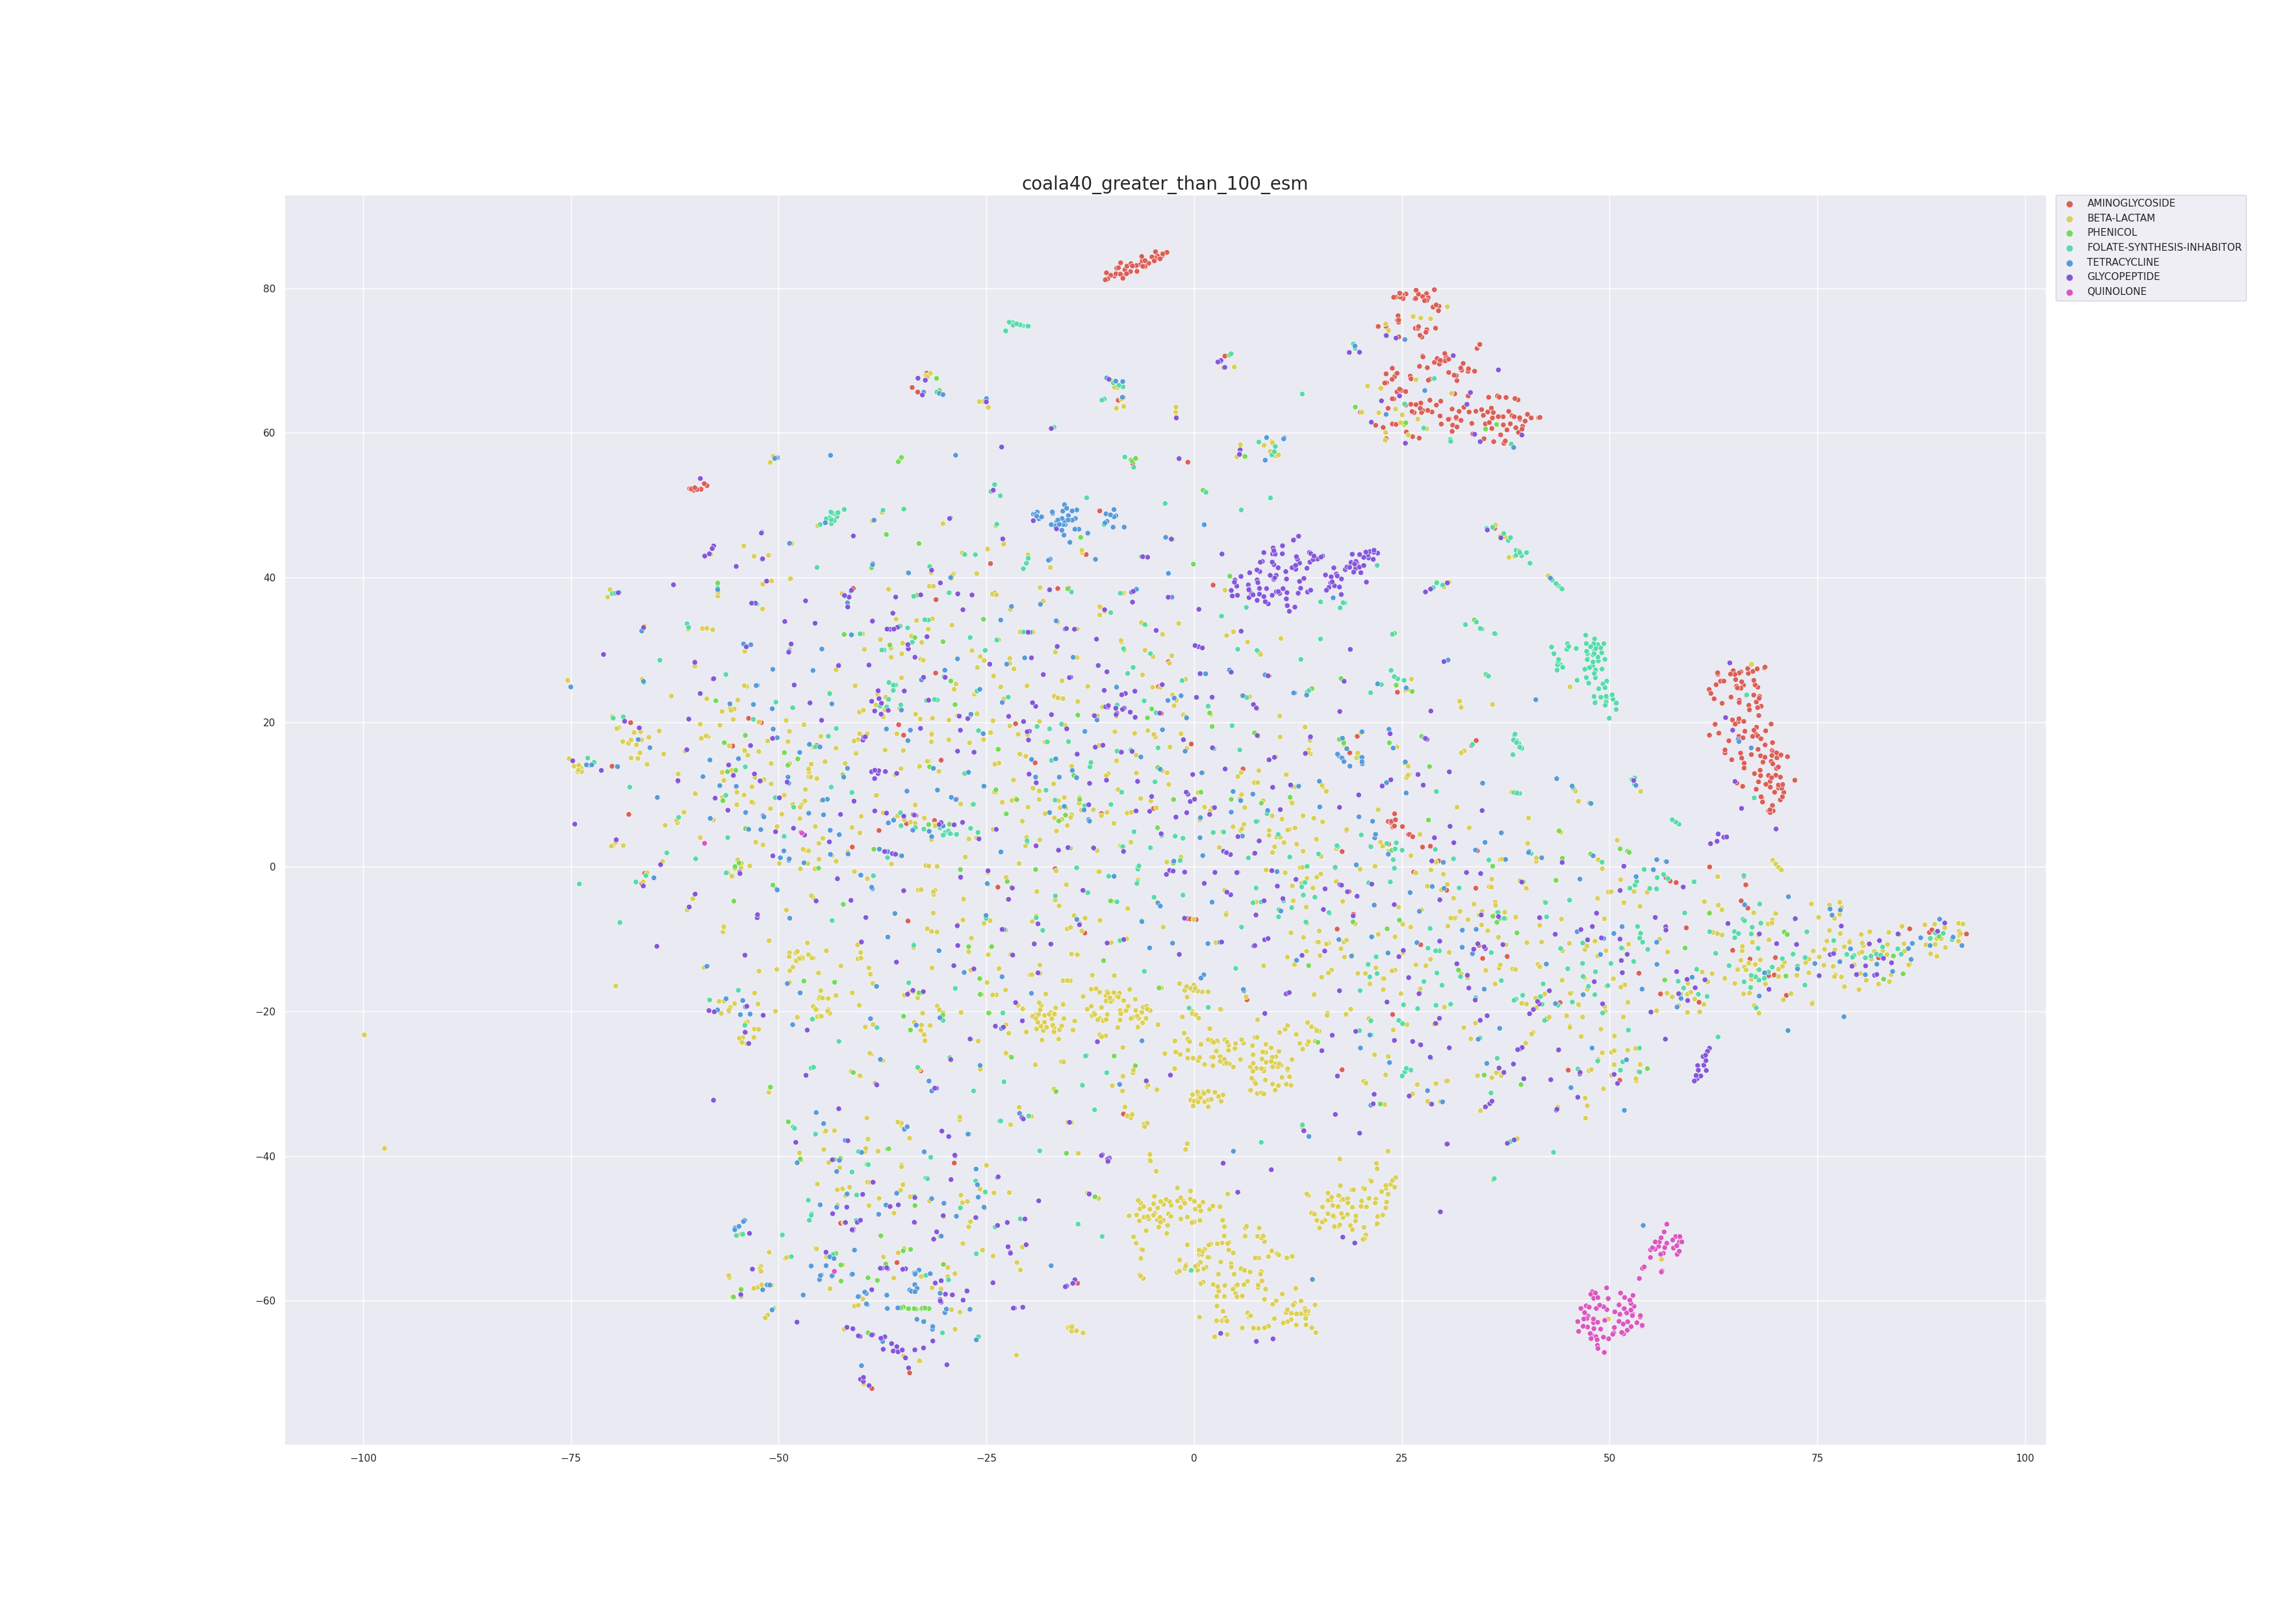 coala40_greater_than_100_esm
AMINOGLYCOSIDE
BETA-LACTAM
PHENICOL
FOLATE-SYNTHESIS-INHABITOR
TETRACYCLINE
GLYCOPEPTIDE
QUINOLONE
80
60
40
20
0
−20
−40
−60
−100
−75
−50
−25
0
25
50
75
100